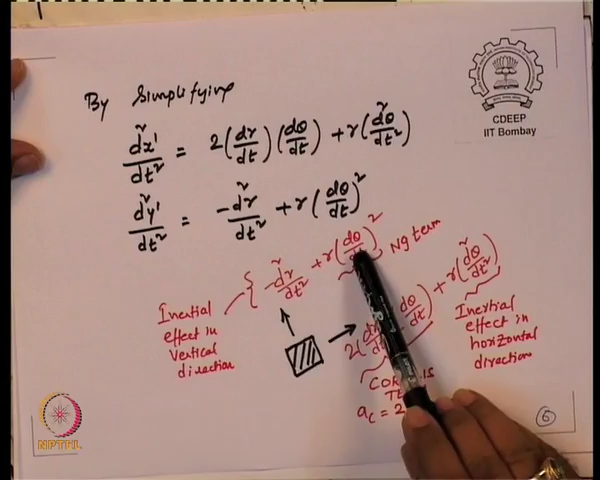 By Simplifying
d²x'/dt² = 2(dr/dt)(dθ/dt) + r(d²θ/dt²)
d²y'/dt² = -d²r/dt² + r(dθ/dt)²
{ -d²r/dt² + r(dθ/dt)²
Ng term
Inertial
effect in
vertical
direction
2(dr/dt dθ/dt) + r(d²θ/dt²)
Inertial
effect in
horizontal
direction
a_c = 2
6
CDEEP
IIT Bombay
NPTEL